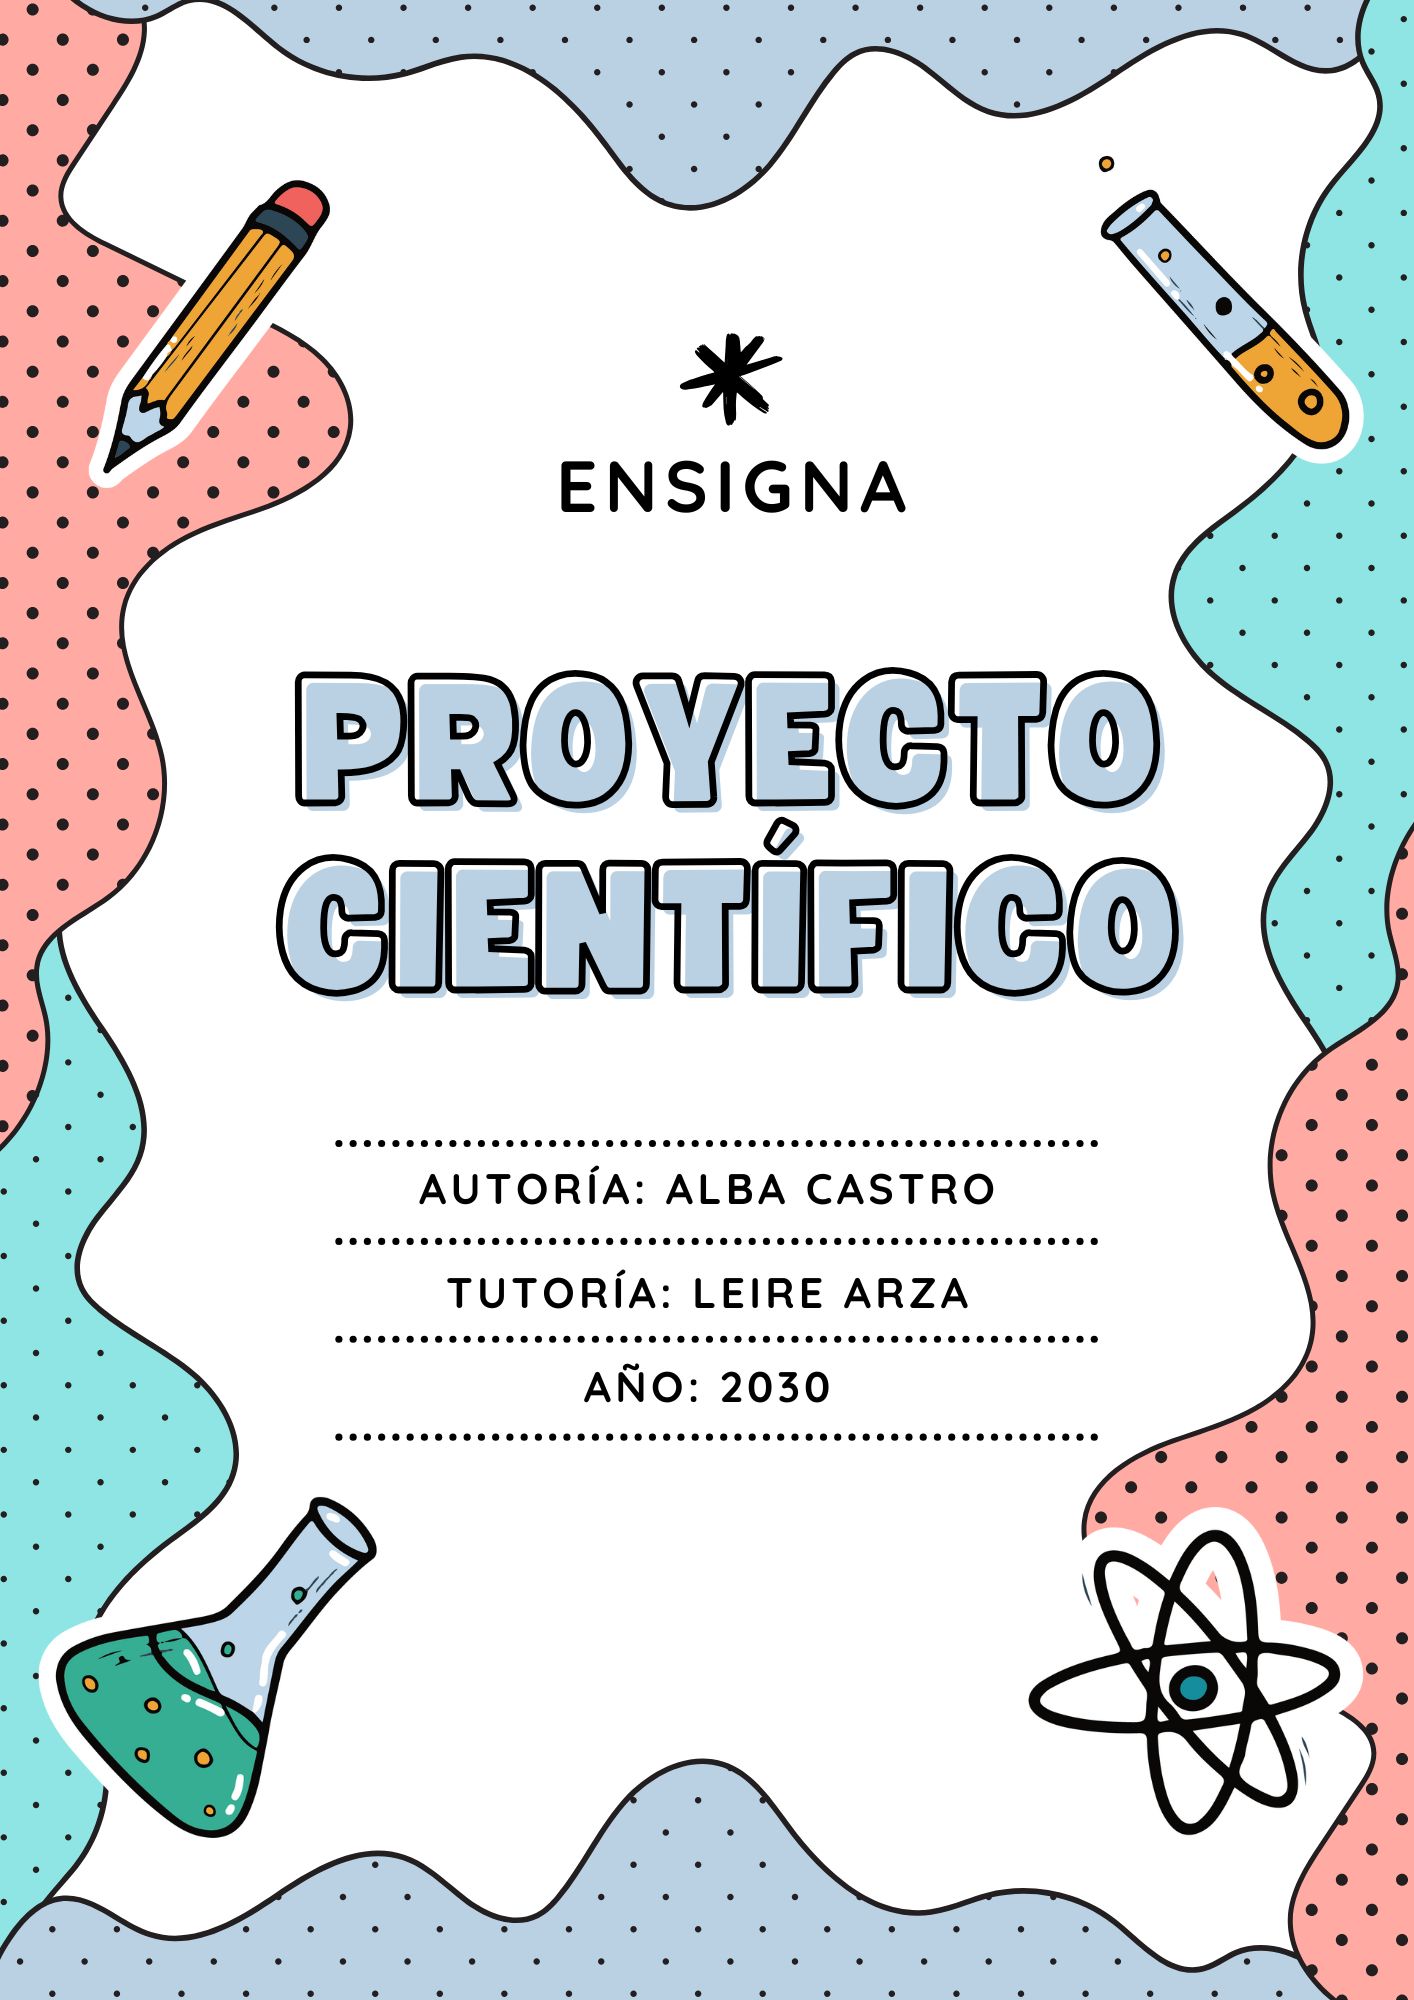 ENSIGNA
PROYECTO
CIENTÍFICO
AUTORÍA: ALBA CASTRO
TUTORÍA: LEIRE ARZA
AÑO: 2030